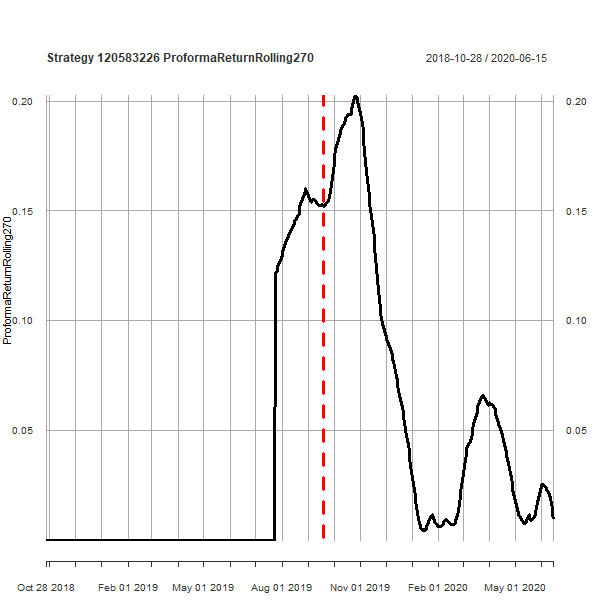 Strategy 120583226 ProformaReturnRolling270
2018-10-28 / 2020-06-15
0.20
0.20
0.15
0.15
0.10
0.10
0.05
0.05
ProformaReturnRolling270
Oct 28 2018
Feb 01 2019
May 01 2019
Aug 01 2019
Nov 01 2019
Feb 01 2020
May 01 2020